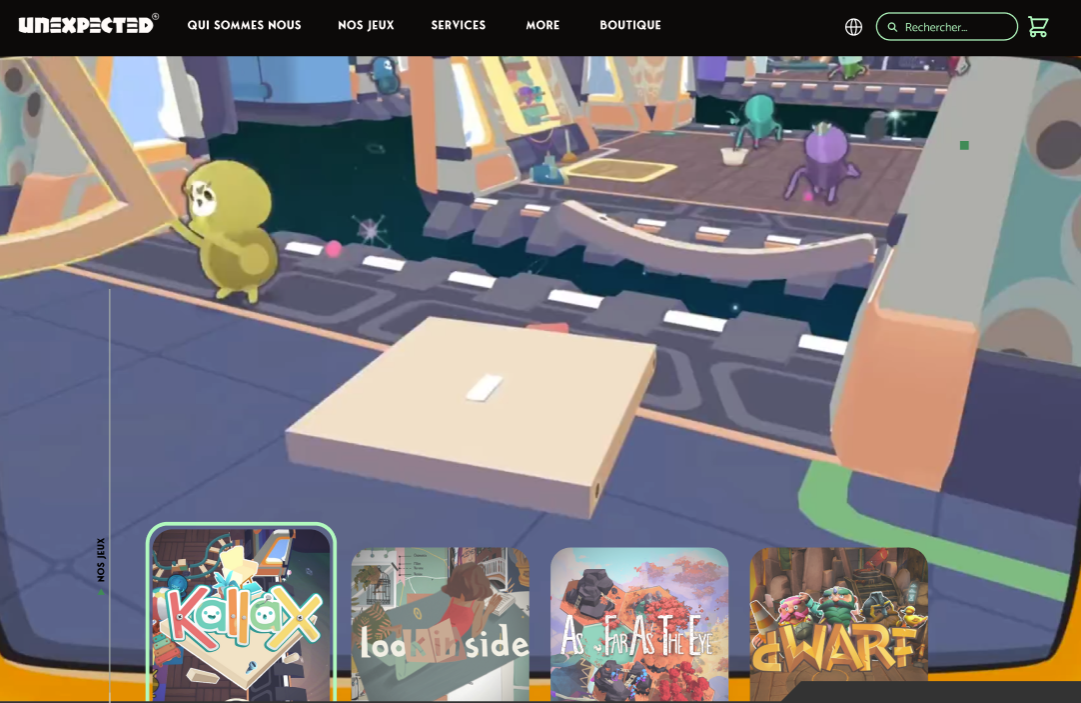 UNEXPECTED®
QUI SOMMES NOUS
NOS JEUX
SERVICES
MORE
BOUTIQUE
Rechercher...
NOS JEUX
Kallax
look inside
As Far As The Eye
dWARF